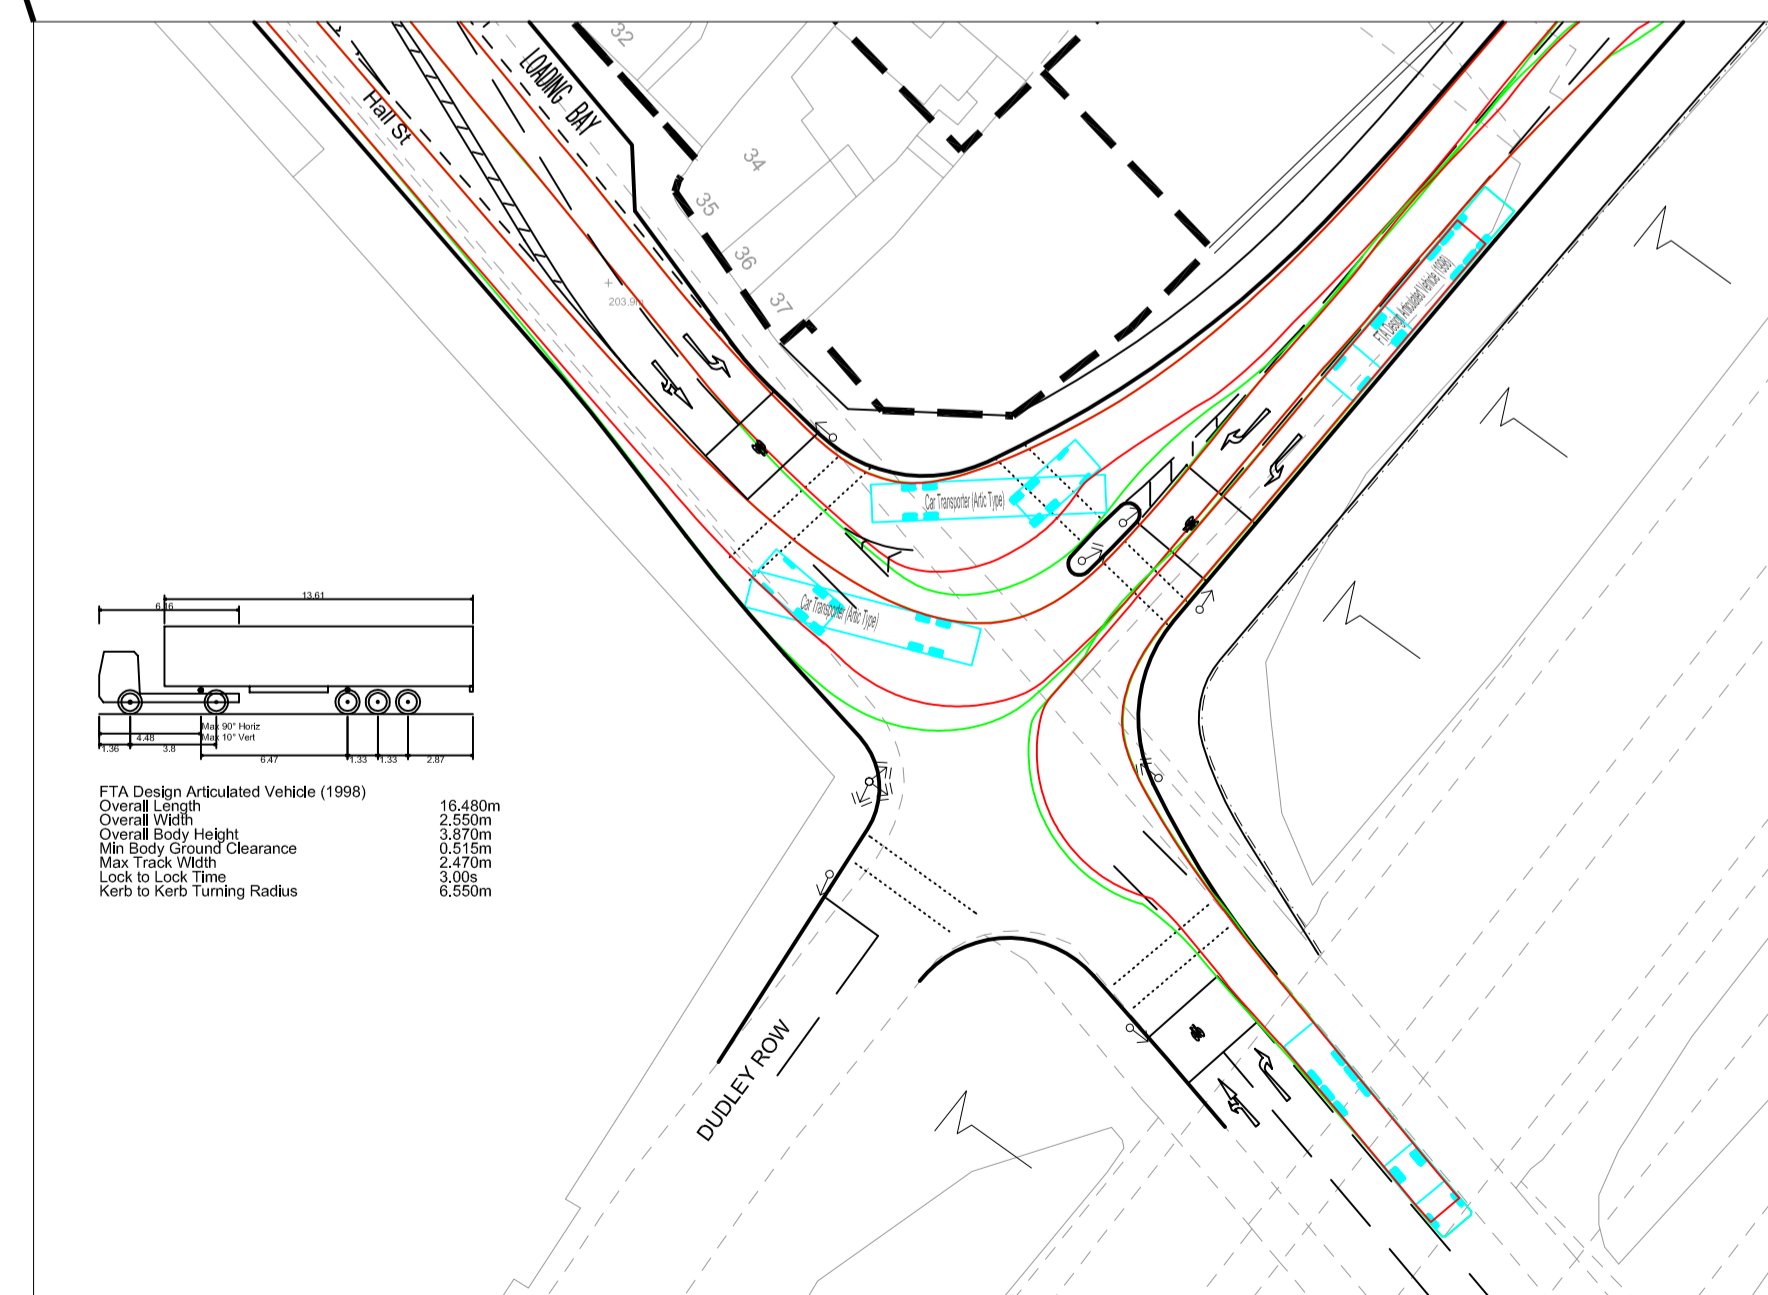 32
LOADING BAY
Hall St
34
35
36
37
203.9m
FTA Design Articulated Vehicle (1998)
Car Transporter (Artic Type)
Car Transporter (Artic Type)
13.61
6.16
Max 90° Horiz
Max 10° Vert
4.48
1.36
3.8
6.47
1.33
1.33
2.87
FTA Design Articulated Vehicle (1998)
Overall Length 16.480m
Overall Width 2.550m
Overall Body Height 3.870m
Min Body Ground Clearance 0.515m
Max Track Width 2.470m
Lock to Lock Time 3.00s
Kerb to Kerb Turning Radius 6.550m
DUDLEY ROW